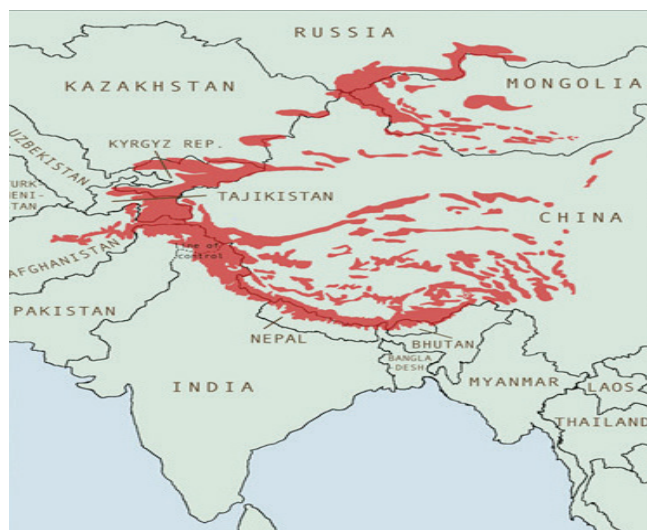 RUSSIA
KAZAKHSTAN
MONGOLIA
UZBEKISTAN
KYRGYZ REP.
TURK-
MENI-
STAN
TAJIKISTAN
CHINA
Line of
control
AFGHANISTAN
PAKISTAN
NEPAL
BHUTAN
BANGLA
-DESH
INDIA
MYANMAR
LAOS
THAILAND